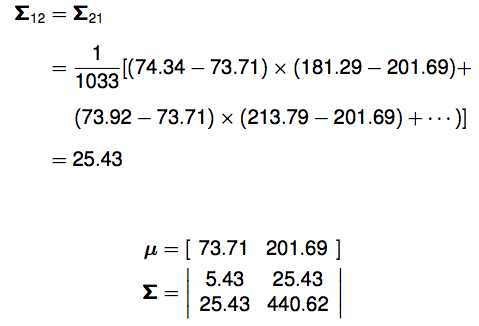 Σ12 = Σ21
= 1/1033 [(74.34 − 73.71) × (181.29 − 201.69)+
(73.92 − 73.71) × (213.79 − 201.69) + ⋯)]
= 25.43
μ = [ 73.71 201.69 ]
Σ = | 5.43 25.43 |
| 25.43 440.62 |